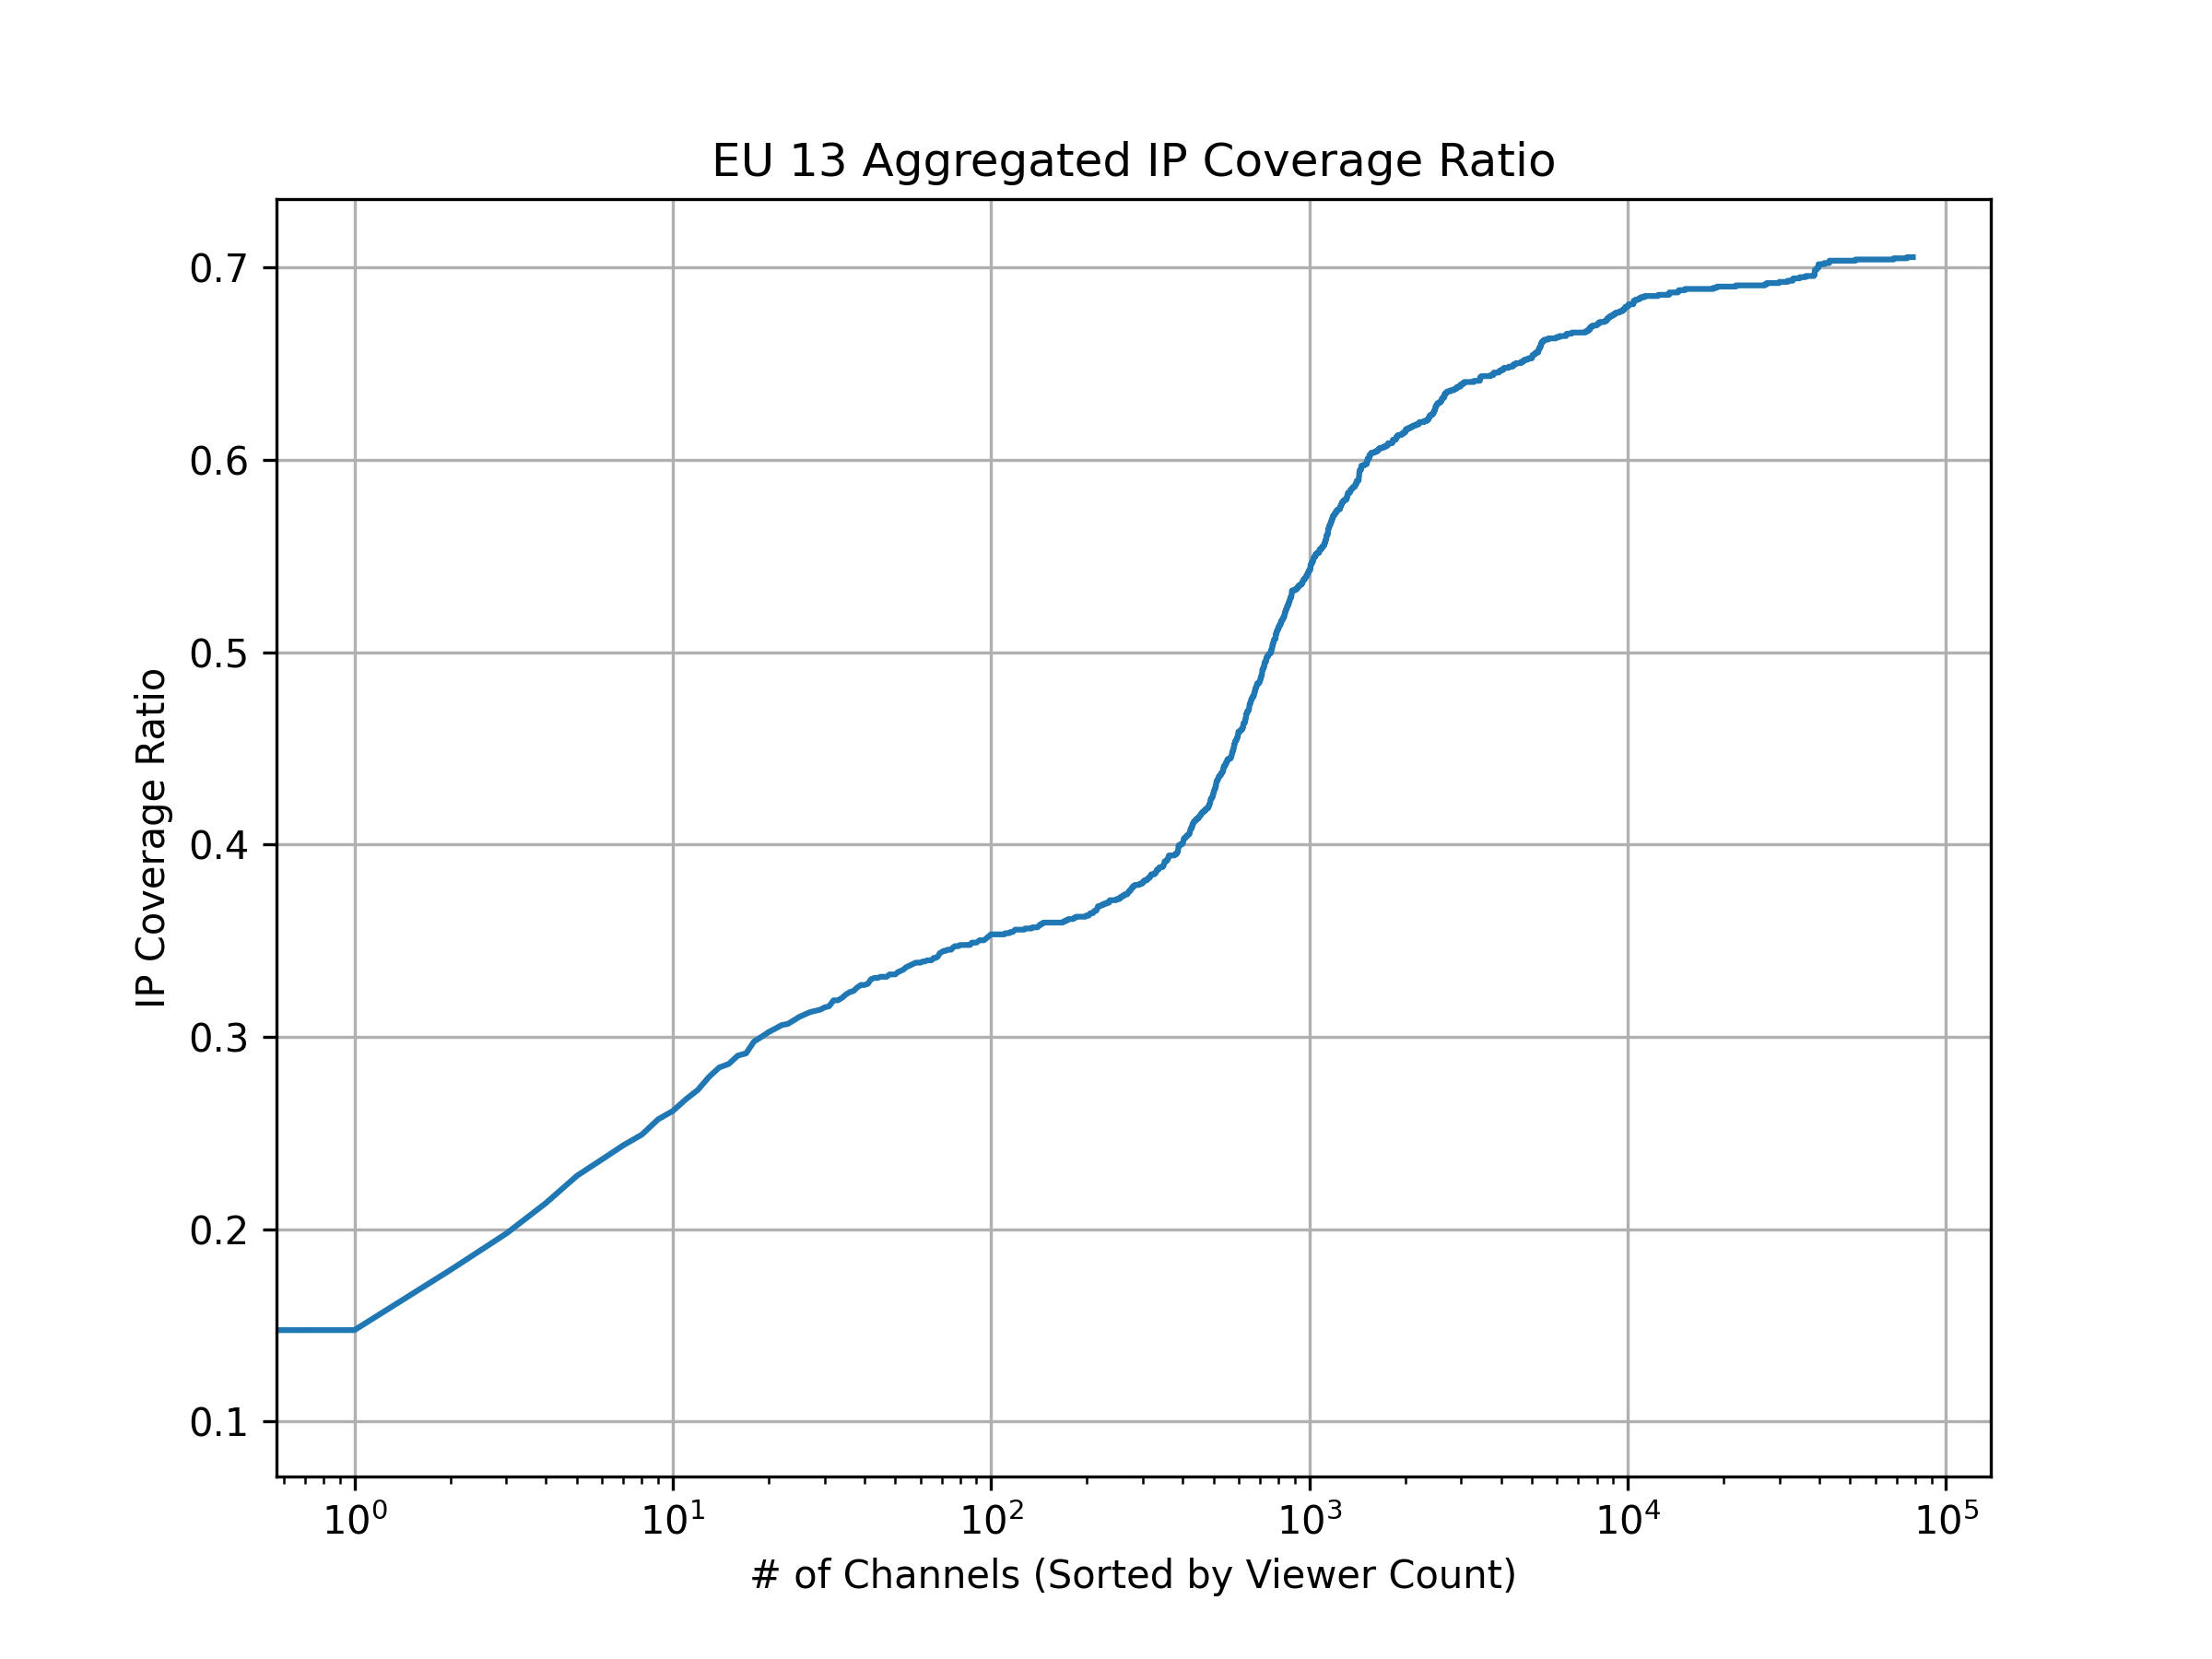 EU 13 Aggregated IP Coverage Ratio
IP Coverage Ratio
0.7
0.6
0.5
0.4
0.3
0.2
0.1
10⁰ 10¹ 10² 10³ 10⁴ 10⁵
# of Channels (Sorted by Viewer Count)